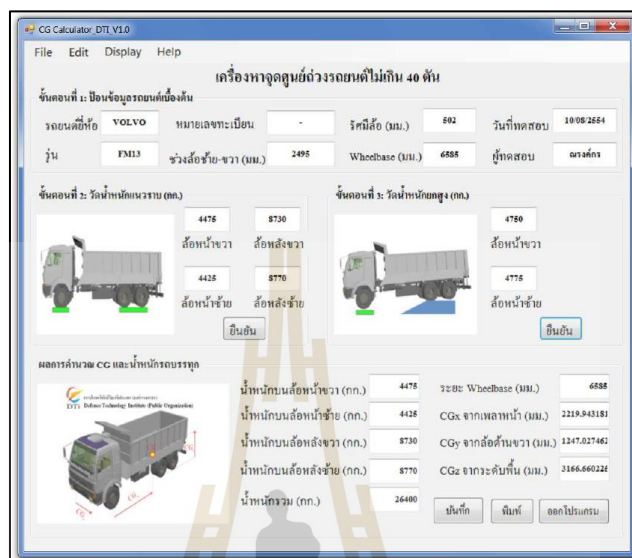 CG Calculator_DTI_V1.0
File Edit Display Help
เครื่องหาจุดศูนย์ถ่วงรถยนต์ไม่เกิน 40 ตัน
ขั้นตอนที่ 1: ป้อนข้อมูลรถยนต์เบื้องต้น
รถยนต์ยี่ห้อ VOLVO หมายเลขทะเบียน - รัศมีล้อ (มม.) 502 วันที่ทดสอบ 10/08/2554
รุ่น FM13 ช่วงล้อซ้าย-ขวา (มม.) 2495 Wheelbase (มม.) 6585 ผู้ทดสอบ ณรงค์กร
ขั้นตอนที่ 2: วัดน้ำหนักแนวราบ (กก.)
4475 8730
ล้อหน้าขวา ล้อหลังขวา
4425 8770
ล้อหน้าซ้าย ล้อหลังซ้าย
ยืนยัน
ขั้นตอนที่ 3: วัดน้ำหนักยกสูง (กก.)
4750
ล้อหน้าขวา
4775
ล้อหน้าซ้าย
ยืนยัน
ผลการคำนวณ CG และน้ำหนักรถบรรทุก
DTI Defence Technology Institute (Public Organization)
น้ำหนักบนล้อหน้าขวา (กก.) 4475 ระยะ Wheelbase (มม.) 6585
น้ำหนักบนล้อหน้าซ้าย (กก.) 4425 CGx จากเพลาหน้า (มม.) 2219.943181
น้ำหนักบนล้อหลังขวา (กก.) 8730 CGy จากล้อด้านขวา (มม.) 1247.027462
น้ำหนักบนล้อหลังซ้าย (กก.) 8770 CGz จากระดับพื้น (มม.) 3166.660228
น้ำหนักรวม (กก.) 26400 บันทึก พิมพ์ ออกโปรแกรม